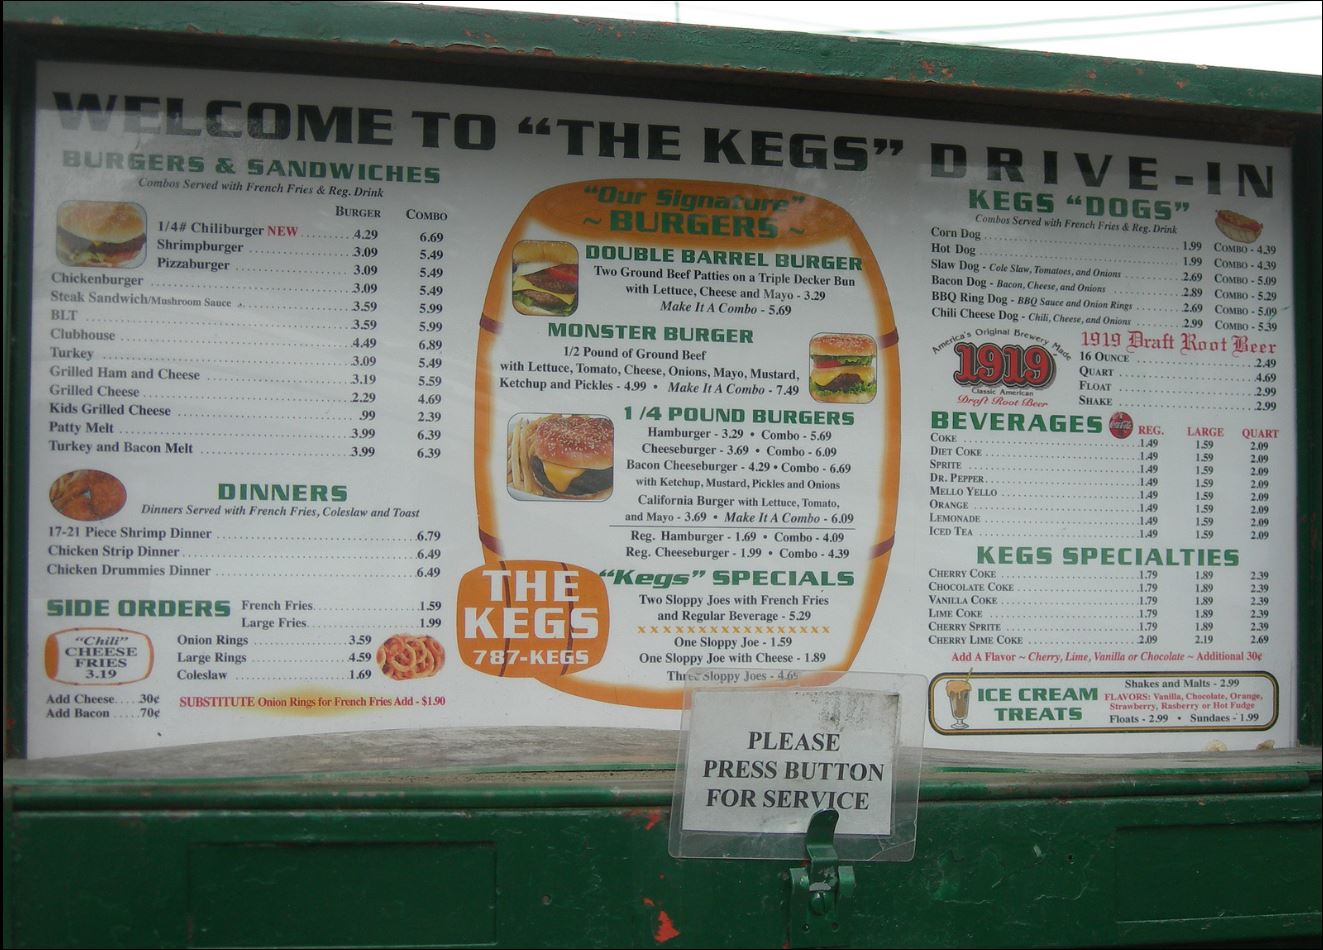 WELCOME TO "THE KEGS" DRIVE-IN
BURGERS & SANDWICHES
Combos Served with French Fries & Reg. Drink
BURGER COMBO
1/4# Chiliburger NEW 4.29 6.69
Shrimpburger 3.09 5.49
Pizzaburger 3.09 5.49
Chickenburger 3.09 5.49
Steak Sandwich/Mushroom Sauce 3.59 5.99
BLT 3.59 5.99
Clubhouse 4.49 6.89
Turkey 3.09 5.49
Grilled Ham and Cheese 3.19 5.59
Grilled Cheese 2.29 4.69
Kids Grilled Cheese .99 2.39
Patty Melt 3.99 6.39
Turkey and Bacon Melt 3.99 6.39
DINNERS
Dinners Served with French Fries, Coleslaw and Toast
17-21 Piece Shrimp Dinner 6.79
Chicken Strip Dinner 6.49
Chicken Drummies Dinner 6.49
SIDE ORDERS
French Fries 1.59
Large Fries 1.99
"Chili"
CHEESE
FRIES
3.19
Onion Rings 3.59
Large Rings 4.59
Coleslaw 1.69
Add Cheese 30¢
Add Bacon 70¢
SUBSTITUTE Onion Rings for French Fries Add - $1.90
"Our Signature"
~ BURGERS ~
DOUBLE BARREL BURGER
Two Ground Beef Patties on a Triple Decker Bun
with Lettuce, Cheese and Mayo - 3.29
Make It A Combo - 5.69
MONSTER BURGER
1/2 Pound of Ground Beef
with Lettuce, Tomato, Cheese, Onions, Mayo, Mustard,
Ketchup and Pickles - 4.99 • Make It A Combo - 7.49
1/4 POUND BURGERS
Hamburger - 3.29 • Combo - 5.69
Cheeseburger - 3.69 • Combo - 6.09
Bacon Cheeseburger - 4.29 • Combo - 6.69
with Ketchup, Mustard, Pickles and Onions
California Burger with Lettuce, Tomato,
and Mayo - 3.69 • Make It A Combo - 6.09
Reg. Hamburger - 1.69 • Combo - 4.09
Reg. Cheeseburger - 1.99 • Combo - 4.39
"Kegs" SPECIALS
Two Sloppy Joes with French Fries
and Regular Beverage - 5.29
x x x x x x x x x x x x x x x x x
One Sloppy Joe - 1.59
One Sloppy Joe with Cheese - 1.89
Three Sloppy Joes - 4.69
THE
KEGS
787-KEGS
KEGS "DOGS"
Combos Served with French Fries & Reg. Drink
Corn Dog 1.99 COMBO - 4.39
Hot Dog 1.99 COMBO - 4.39
Slaw Dog - Cole Slaw, Tomatoes, and Onions 2.69 COMBO - 5.09
Bacon Dog - Bacon, Cheese, and Onions 2.89 COMBO - 5.29
BBQ Ring Dog - BBQ Sauce and Onion Rings 2.69 COMBO - 5.09
Chili Cheese Dog - Chili, Cheese, and Onions 2.99 COMBO - 5.39
America's Original Brewery Made
1919
Classic American
Draft Root Beer
1919 Draft Root Beer
16 OUNCE 2.49
QUART 4.69
FLOAT 2.99
SHAKE 2.99
BEVERAGES Coca-Cola REG. LARGE QUART
COKE 1.49 1.59 2.09
DIET COKE 1.49 1.59 2.09
SPRITE 1.49 1.59 2.09
DR. PEPPER 1.49 1.59 2.09
MELLO YELLO 1.49 1.59 2.09
ORANGE 1.49 1.59 2.09
LEMONADE 1.49 1.59 2.09
ICED TEA 1.49 1.59 2.09
KEGS SPECIALTIES
CHERRY COKE 1.79 1.89 2.39
CHOCOLATE COKE 1.79 1.89 2.39
VANILLA COKE 1.79 1.89 2.39
LIME COKE 1.79 1.89 2.39
CHERRY SPRITE 1.79 1.89 2.39
CHERRY LIME COKE 2.09 2.19 2.69
Add A Flavor ~ Cherry, Lime, Vanilla or Chocolate ~ Additional 30¢
ICE CREAM
TREATS
Shakes and Malts - 2.99
FLAVORS: Vanilla, Chocolate, Orange,
Strawberry, Rasberry or Hot Fudge
Floats - 2.99 • Sundaes - 1.99
PLEASE
PRESS BUTTON
FOR SERVICE